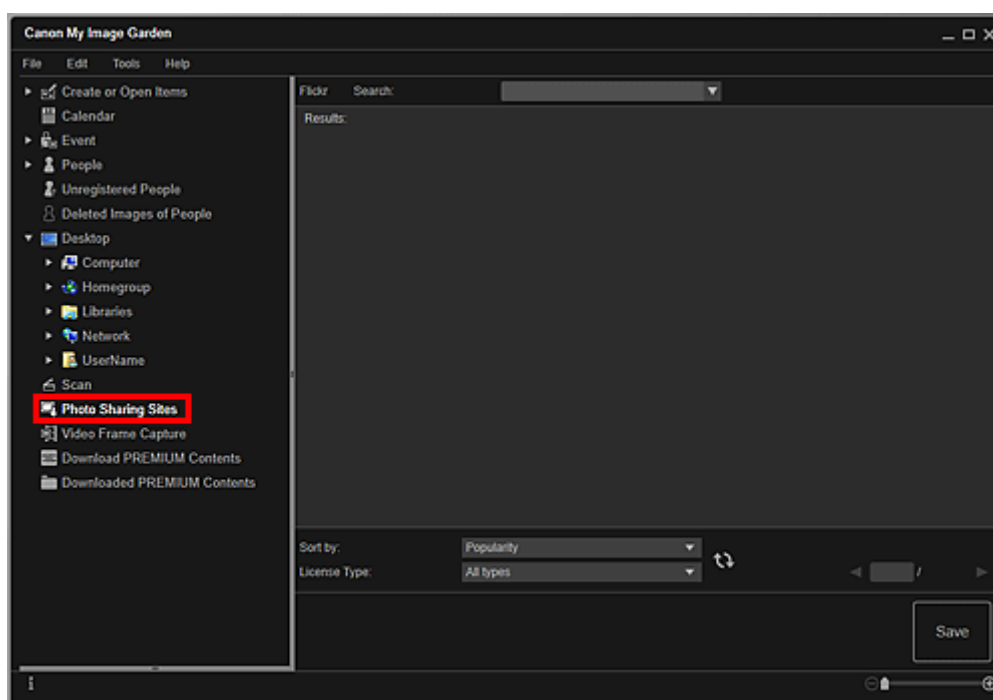 Canon My Image Garden
File Edit Tools Help
Create or Open Items
Calendar
Event
People
Unregistered People
Deleted Images of People
Desktop
Computer
Homegroup
Libraries
Network
UserName
Scan
Photo Sharing Sites
Video Frame Capture
Download PREMIUM Contents
Downloaded PREMIUM Contents
Flickr Search:
Results:
Sort by: Popularity
License Type: All types
/
Save